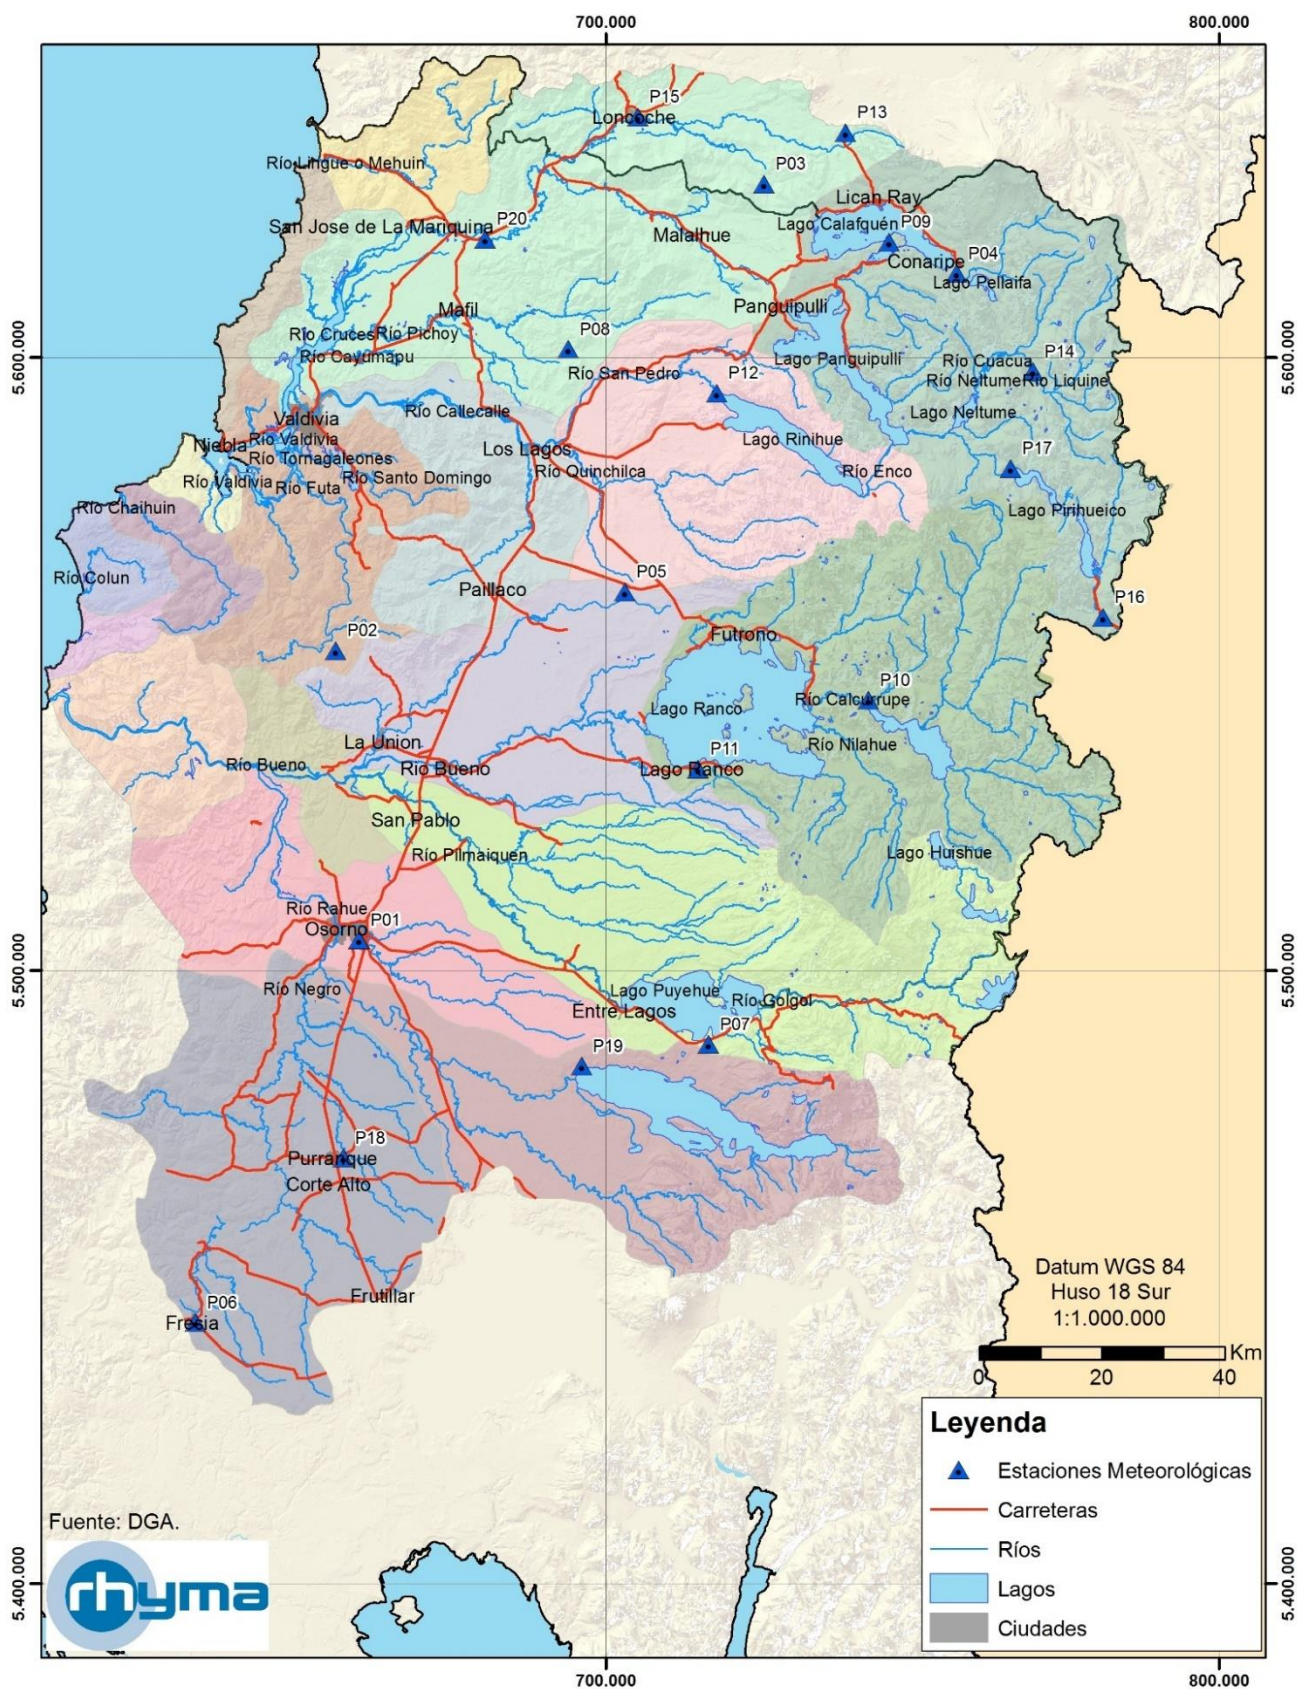 700.000
800.000
P15
Loncoche
P13
Río Lingue o Mehuin
P03
Lican Ray
San Jose de La Mariquina
P20
Malalhue
Lago Calafquén
P09
Conaripe
P04
Lago Pellaifa
Mafil
Panguipulli
Río Cruces
Río Pichoy
P08
Río Cayumapu
5.600.000
5.600.000
Río San Pedro
P12
Lago Panguipulli
Río Cuacua
P14
Río Neltume
Río Liquine
Valdivia
Río Callecalle
Lago Neltume
Niebla
Río Valdivia
Los Lagos
Lago Rinihue
Río Tornagaleones
Río Quinchilca
Río Enco
P17
Río Valdivia
Río Futa
Río Santo Domingo
Río Chaihuin
Lago Pirihueico
Río Colun
Paillaco
P05
P16
P02
Futrono
P10
Lago Ranco
Río Calcurrupe
La Union
P11
Río Nilahue
Río Bueno
Rio Bueno
Lago Ranco
San Pablo
Río Pilmaiquen
Lago Huishue
Río Rahue
P01
Osorno
5.500.000
5.500.000
Río Negro
Lago Puyehue
Río Golgol
Entre Lagos
P07
P19
P18
Purranque
Corte Alto
Frutillar
P06
Fresia
Datum WGS 84
Huso 18 Sur
1:1.000.000
Km
0 20 40
Leyenda
Estaciones Meteorológicas
Carreteras
Ríos
Lagos
Ciudades
Fuente: DGA.
rhyma
5.400.000
5.400.000
700.000
800.000